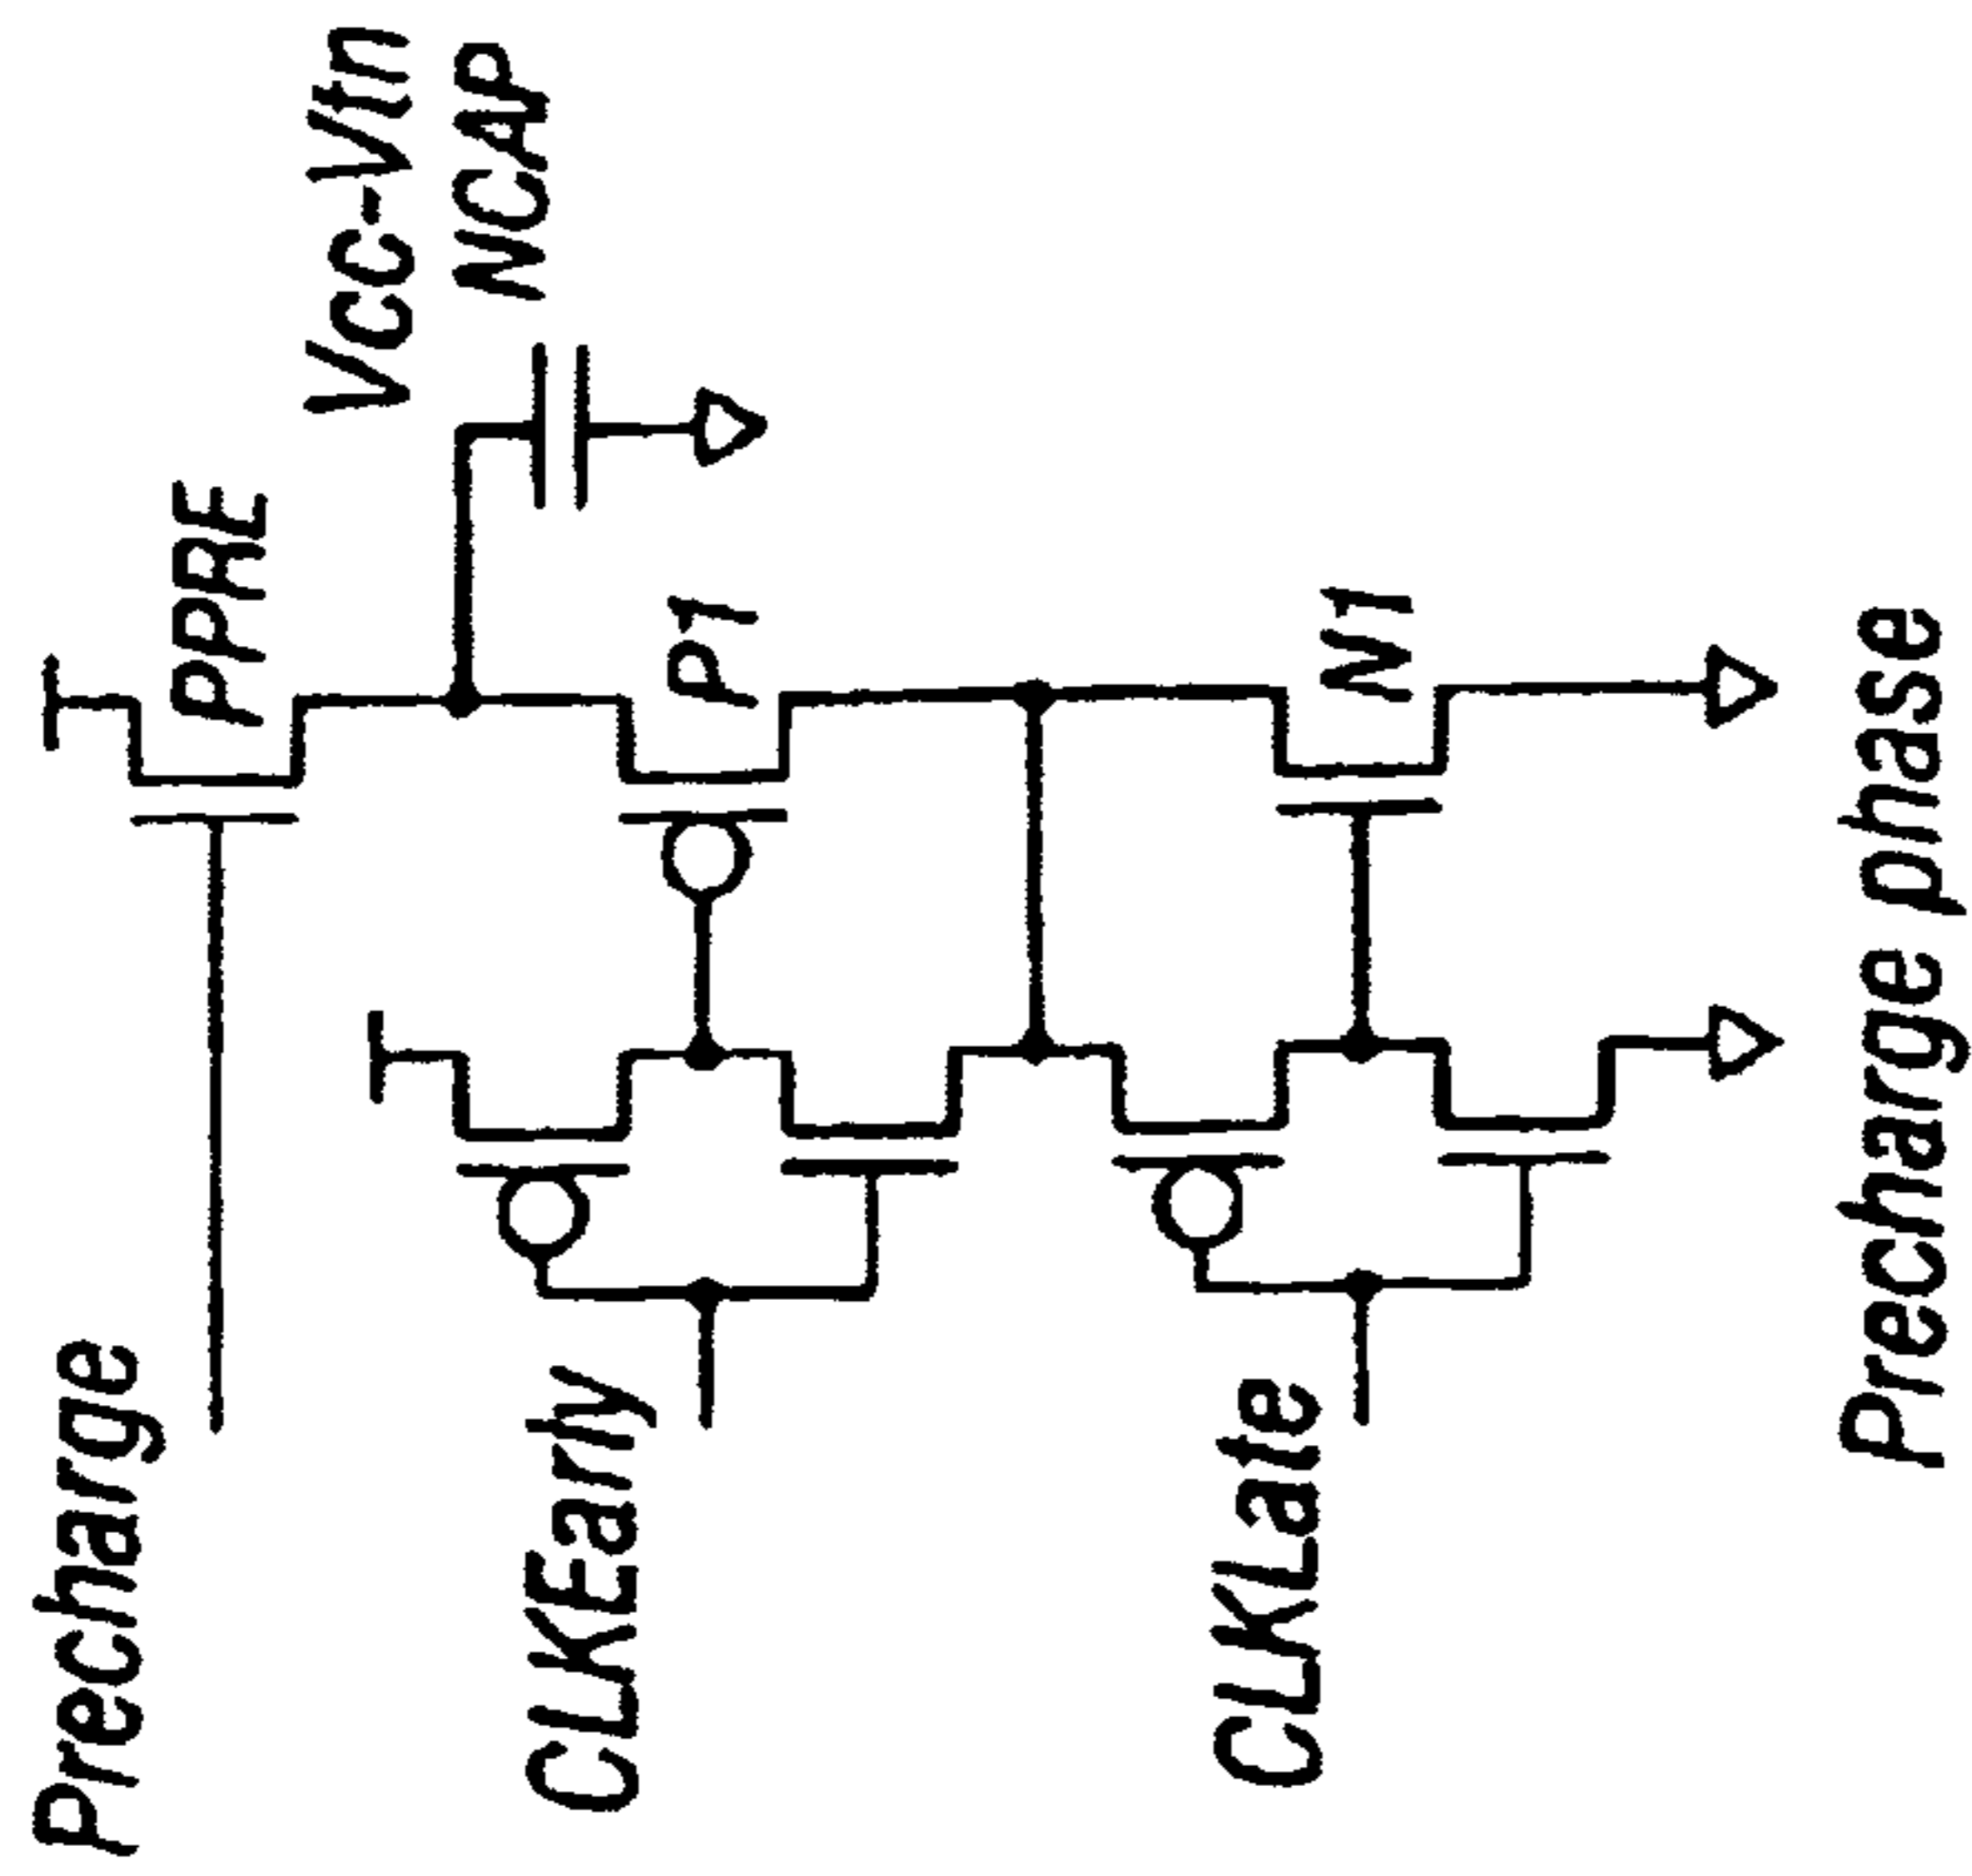 Precharge
PPRE
Vcc-Vtn
NCAP
CLKEarly
P1
CLKLate
N1
Precharge phase